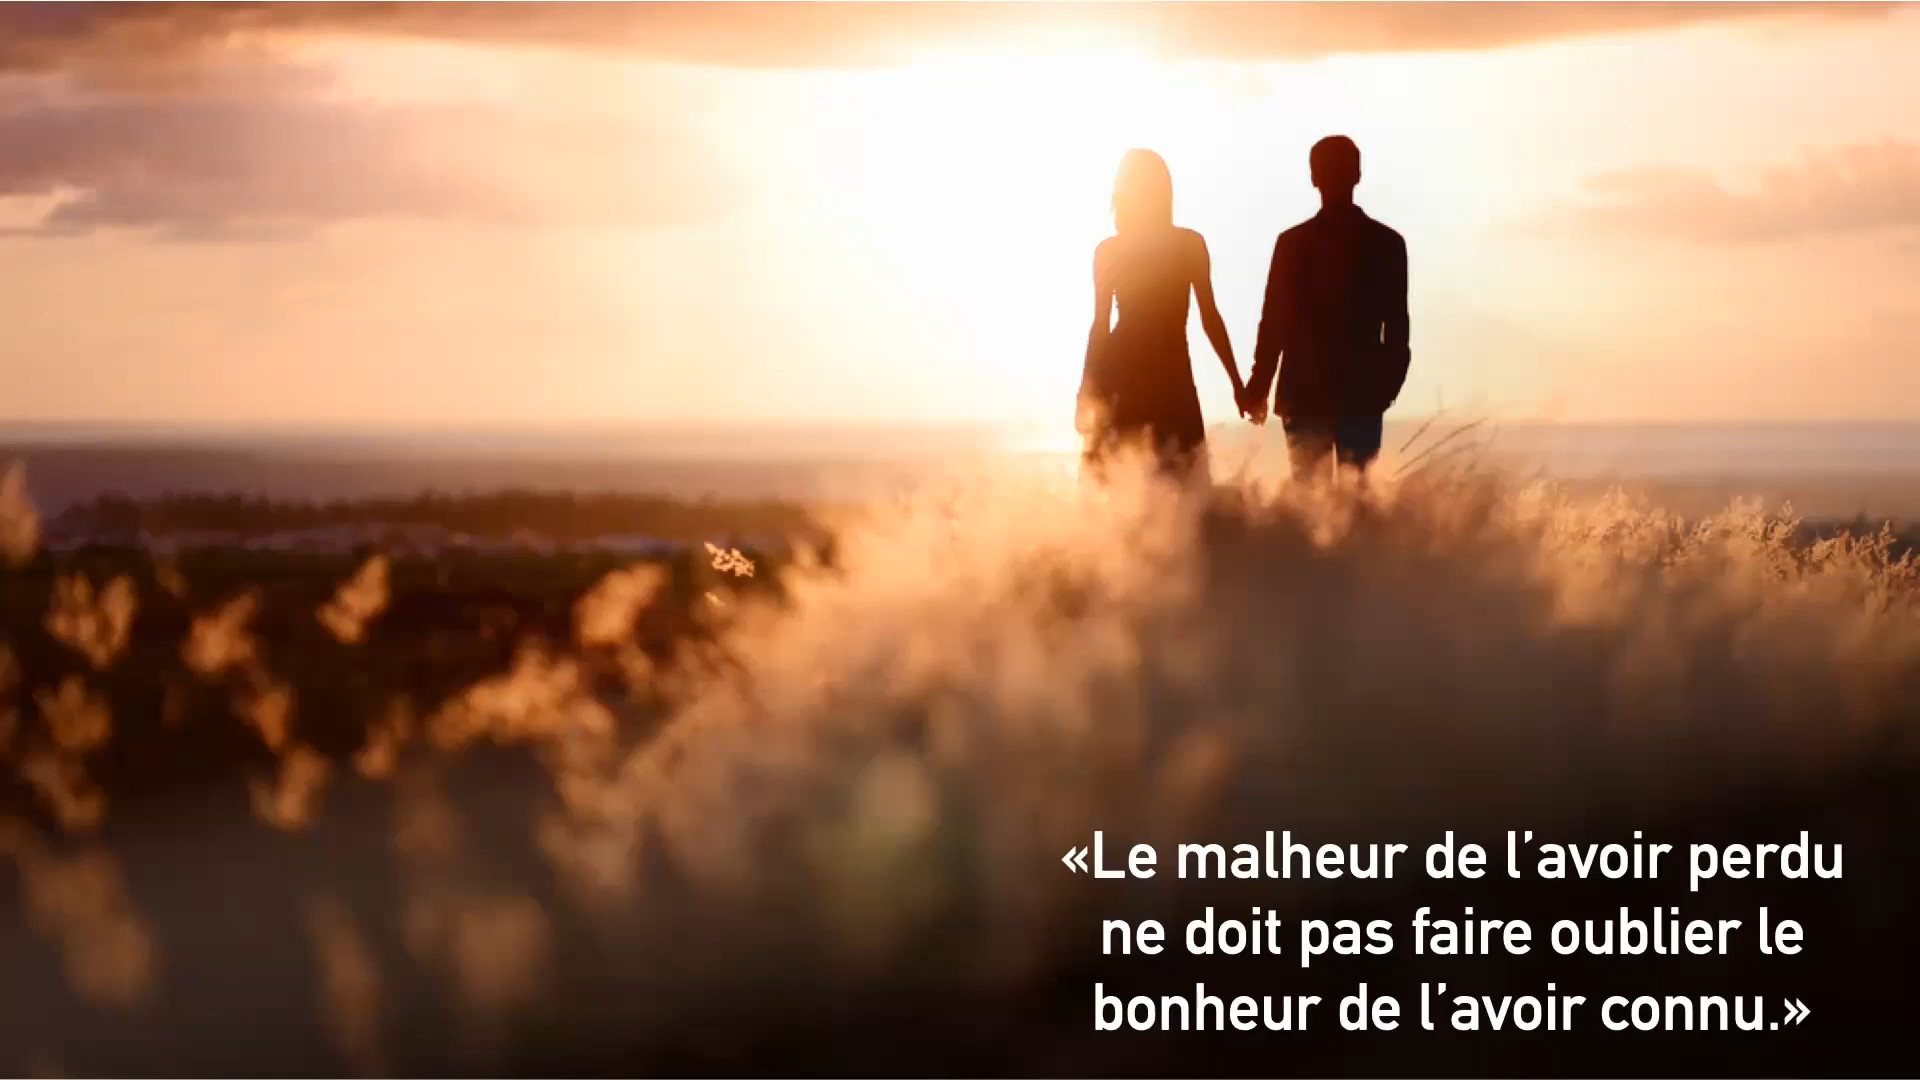 «Le malheur de l’avoir perdu
ne doit pas faire oublier le
bonheur de l’avoir connu.»